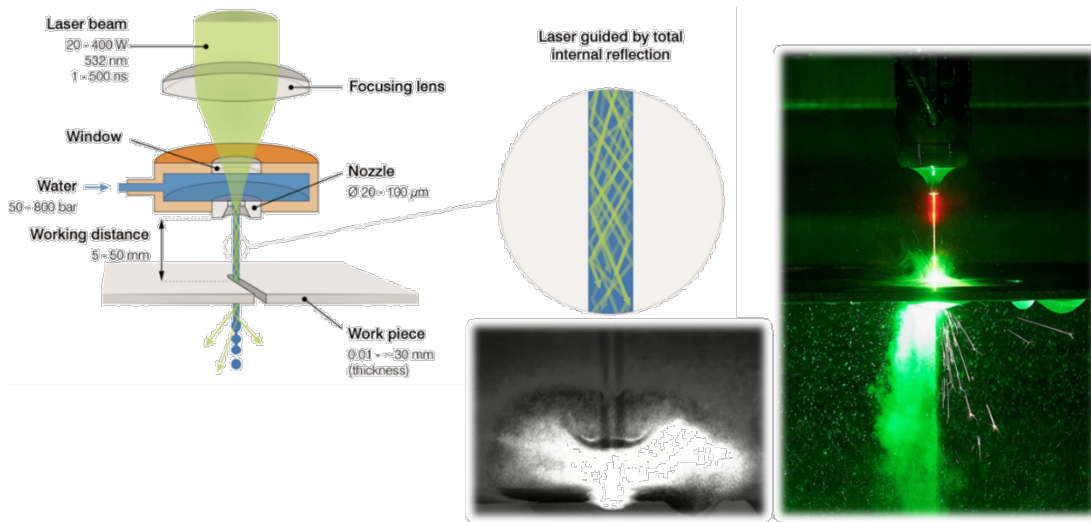 Laser beam
20 - 400 W
532 nm
1 - 500 ns
Focusing lens
Window
Nozzle
Ø 20 - 100 µm
Water
50 - 800 bar
Working distance
5 - 50 mm
Work piece
0.01 - ~30 mm
(thickness)
Laser guided by total
internal reflection